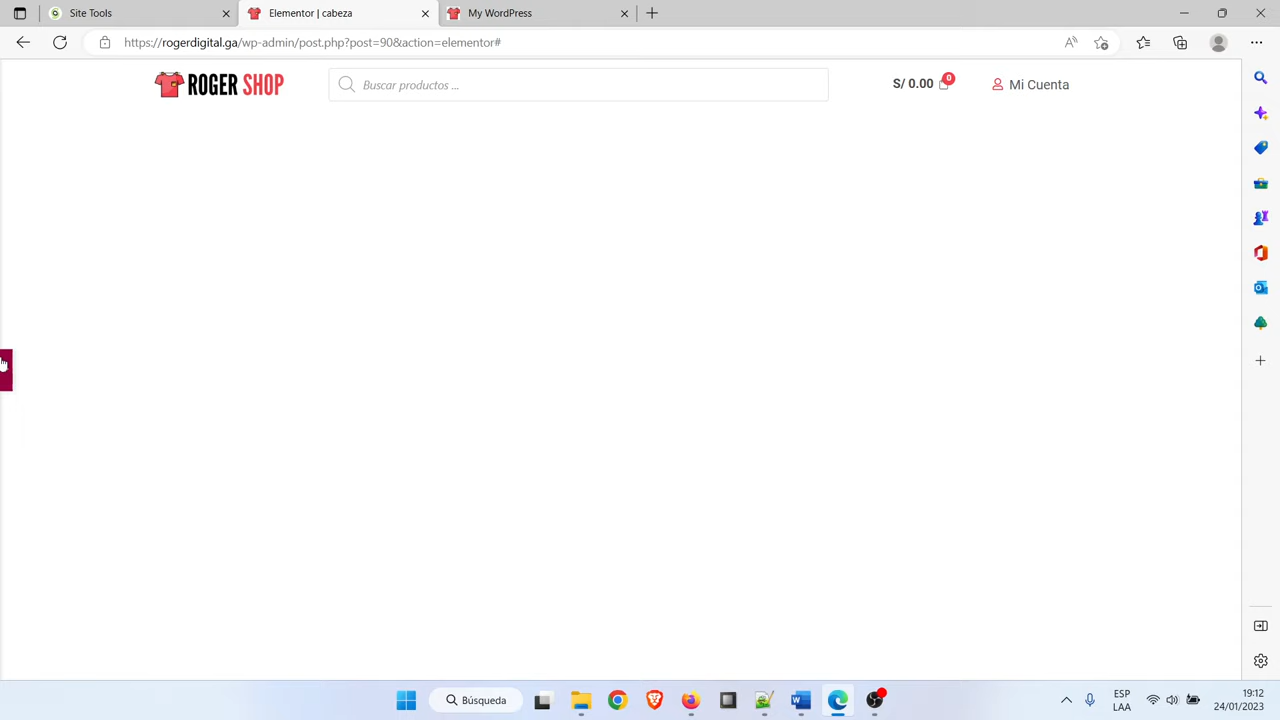 Site Tools
Elementor | cabeza
My WordPress
https://rogerdigital.ga/wp-admin/post.php?post=90&action=elementor#
ROGER SHOP
Buscar productos ...
S/ 0.00
0
Mi Cuenta
Búsqueda
ESP
LAA
19:12
24/01/2023